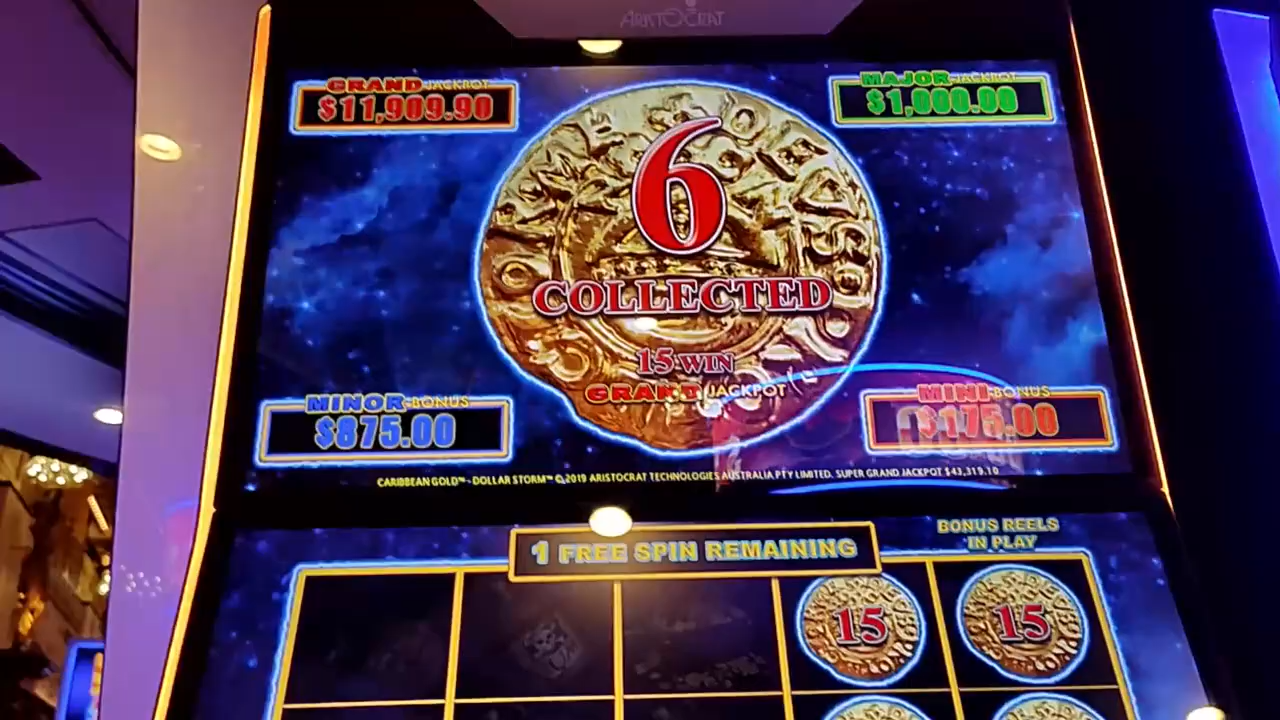 ARISTOCRAT
GRAND JACKPOT
$11,909.90
MAJOR JACKPOT
$1,000.00
6
COLLECTED
15 WIN
GRAND JACKPOT
MINOR BONUS
$875.00
MINI BONUS
$175.00
CARIBBEAN GOLD™ - DOLLAR STORM™ © 2019 ARISTOCRAT TECHNOLOGIES AUSTRALIA PTY LIMITED. SUPER GRAND JACKPOT $43,319.10
1 FREE SPIN REMAINING
BONUS REELS
IN PLAY
15
15